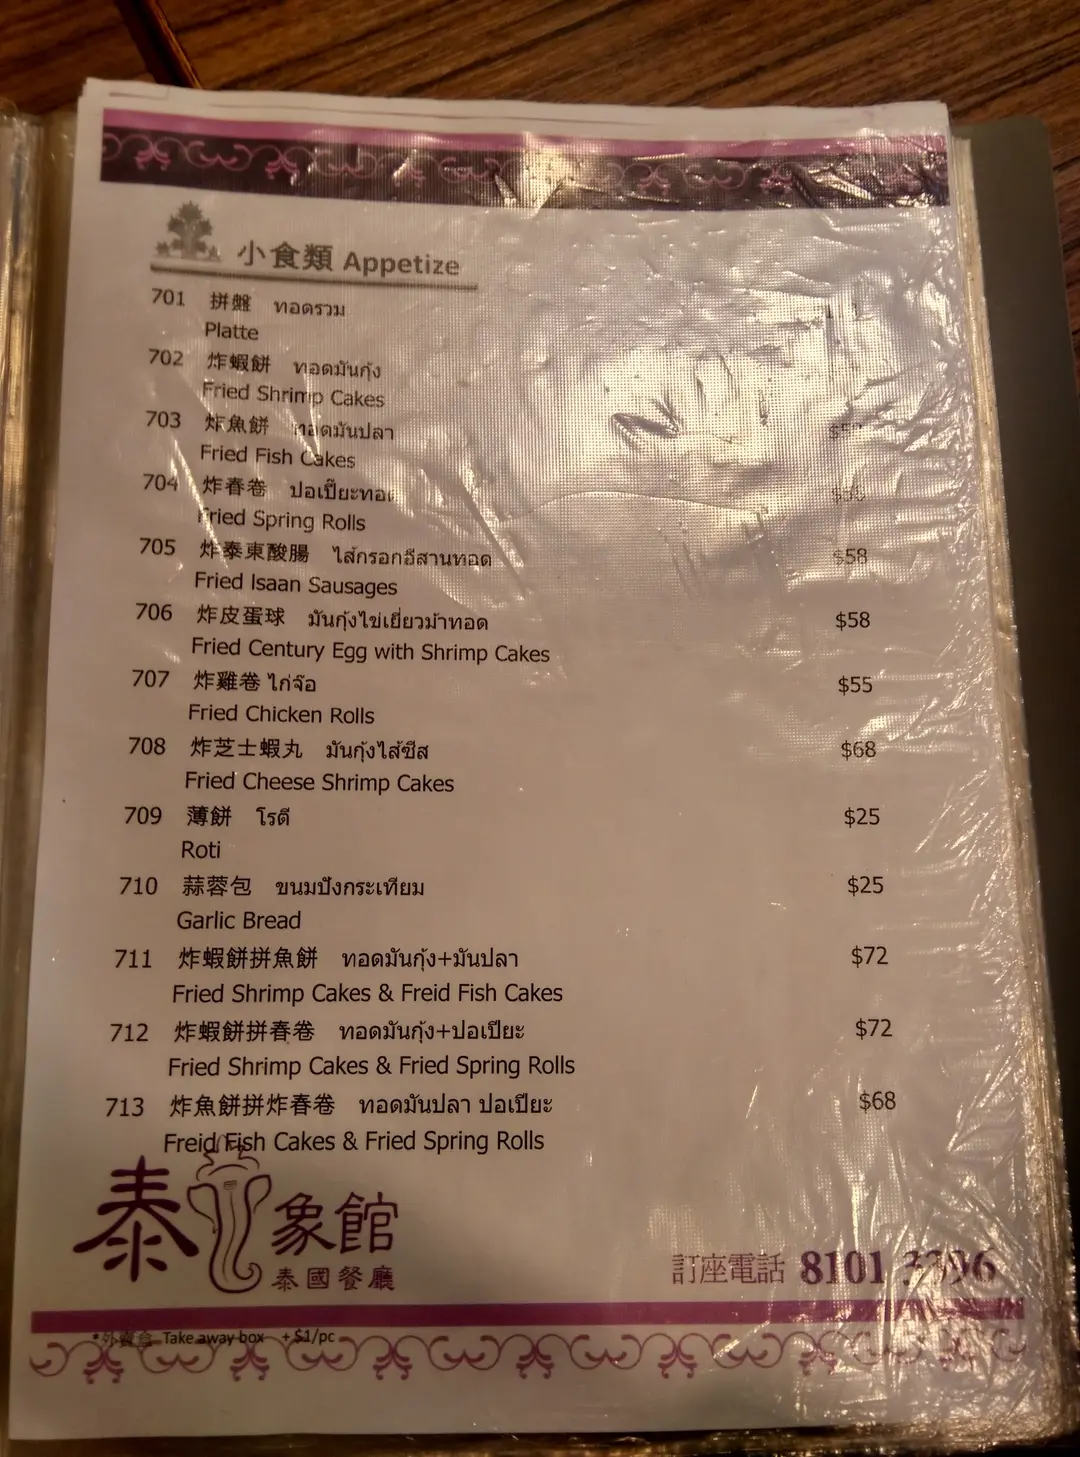 小食類 Appetize
701 拼盤 ทอดรวม
Platte
702 炸蝦餅 ทอดมันกุ้ง
Fried Shrimp Cakes
703 炸魚餅 ทอดมันปลา
Fried Fish Cakes
704 炸春卷 ปอเปี๊ยะทอด
Fried Spring Rolls
705 炸泰東酸腸 ไส้กรอกอีสานทอด $58
Fried Isaan Sausages
706 炸皮蛋球 มันกุ้งไข่เยี่ยวม้าทอด $58
Fried Century Egg with Shrimp Cakes
707 炸雞卷 ไก่จ๊อ $55
Fried Chicken Rolls
708 炸芝士蝦丸 มันกุ้งไส้ชีส $68
Fried Cheese Shrimp Cakes
709 薄餅 โรตี $25
Roti
710 蒜蓉包 ขนมปังกระเทียม $25
Garlic Bread
711 炸蝦餅拼魚餅 ทอดมันกุ้ง+มันปลา $72
Fried Shrimp Cakes & Freid Fish Cakes
712 炸蝦餅拼春卷 ทอดมันกุ้ง+ปอเปียะ $72
Fried Shrimp Cakes & Fried Spring Rolls
713 炸魚餅拼炸春卷 ทอดมันปลา ปอเปียะ $68
Freid Fish Cakes & Fried Spring Rolls
泰象館
泰國餐廳
訂座電話 8101
*外賣盒 Take away box +$1/pc